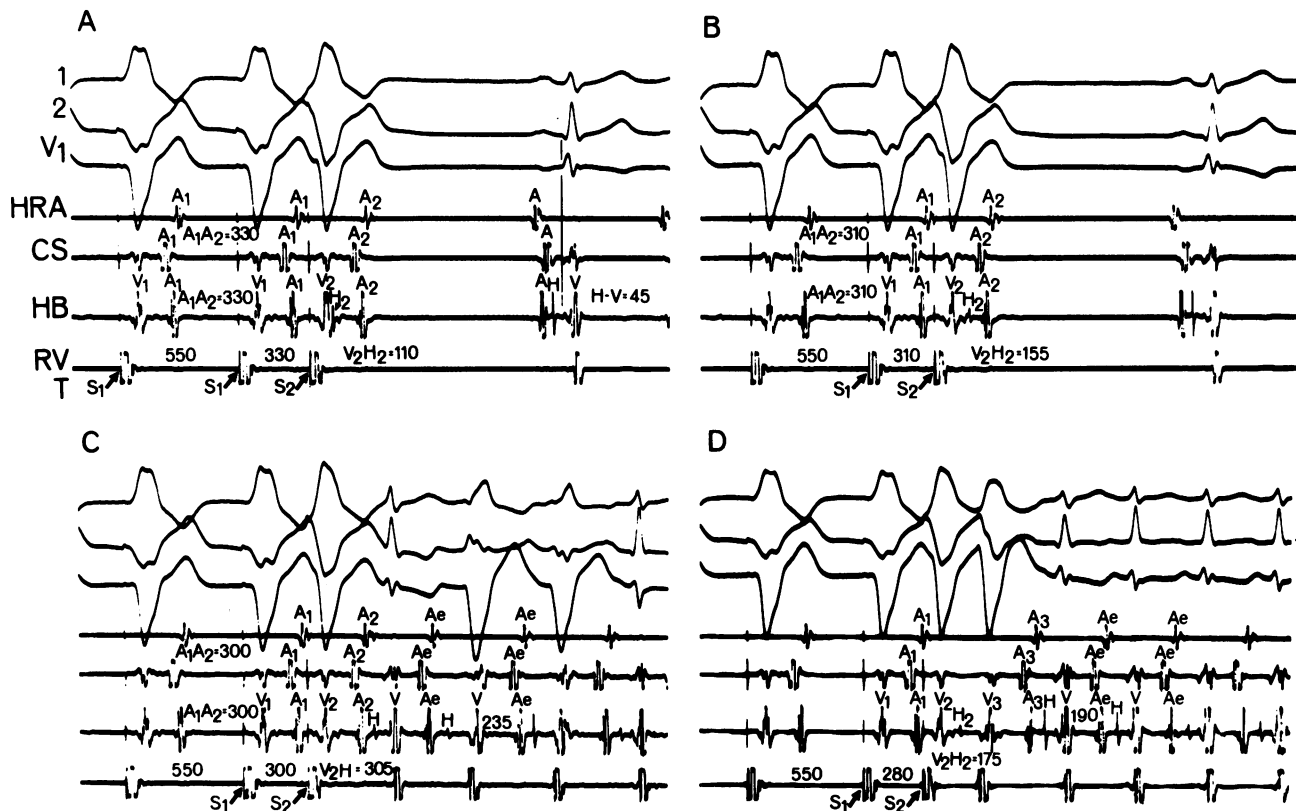 A
1
2
V1
HRA
CS
HB
RV
T
A1 A1 A2 A
A1 A1A2=330 A1 A2 A
V1 A1 A1A2=330 V1 A1 V2 H2 A2 AH V H-V=45
550 330 V2H2=110
S1 S1 S2
B
A1 A2
A1A2=310 A1 A2
A1A2=310 V1 A1 V2 H2 A2
550 310 V2H2=155
S1 S2
C
A1 A2 Ae Ae
A1A2=300 A1 A2 Ae Ae
A1A2=300 V1 A1 V2 A2 H V Ae H V 235 Ae
550 300 V2H=305
S1 S2
D
A1 A3 Ae Ae
A1 A3 Ae Ae
V1 A1 V2 H2 V3 A3H V 190 Ae H V Ae
550 280 V2H2=175
S1 S2